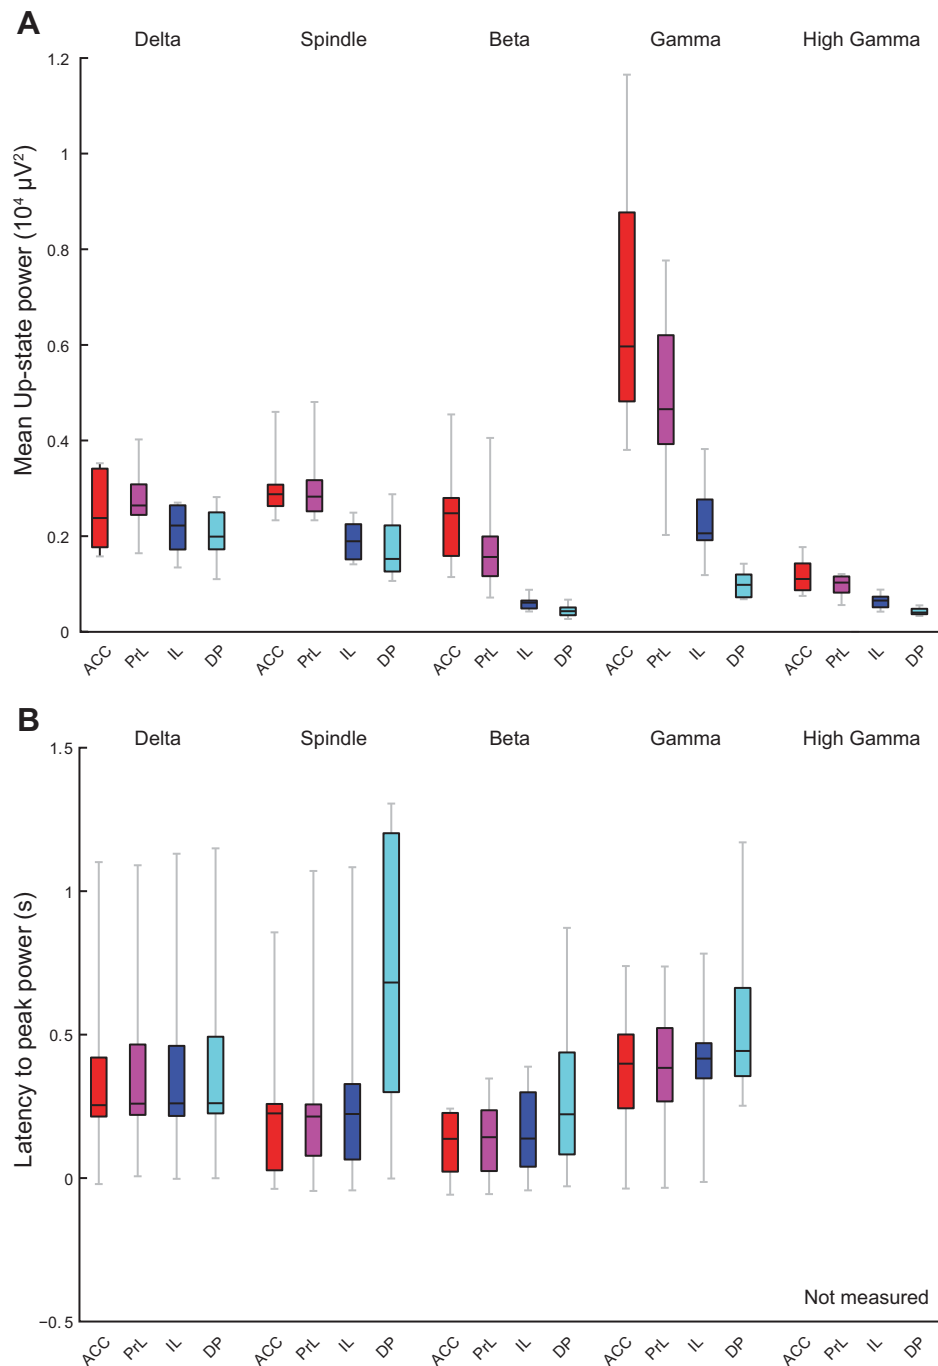 A
Delta Spindle Beta Gamma High Gamma
Mean Up-state power (10⁴ µV²)
1.2
1
0.8
0.6
0.4
0.2
0
ACC PrL IL DP ACC PrL IL DP ACC PrL IL DP ACC PrL IL DP ACC PrL IL DP
B
Delta Spindle Beta Gamma High Gamma
Latency to peak power (s)
1.5
1
0.5
0
−0.5
Not measured
ACC PrL IL DP ACC PrL IL DP ACC PrL IL DP ACC PrL IL DP ACC PrL IL DP